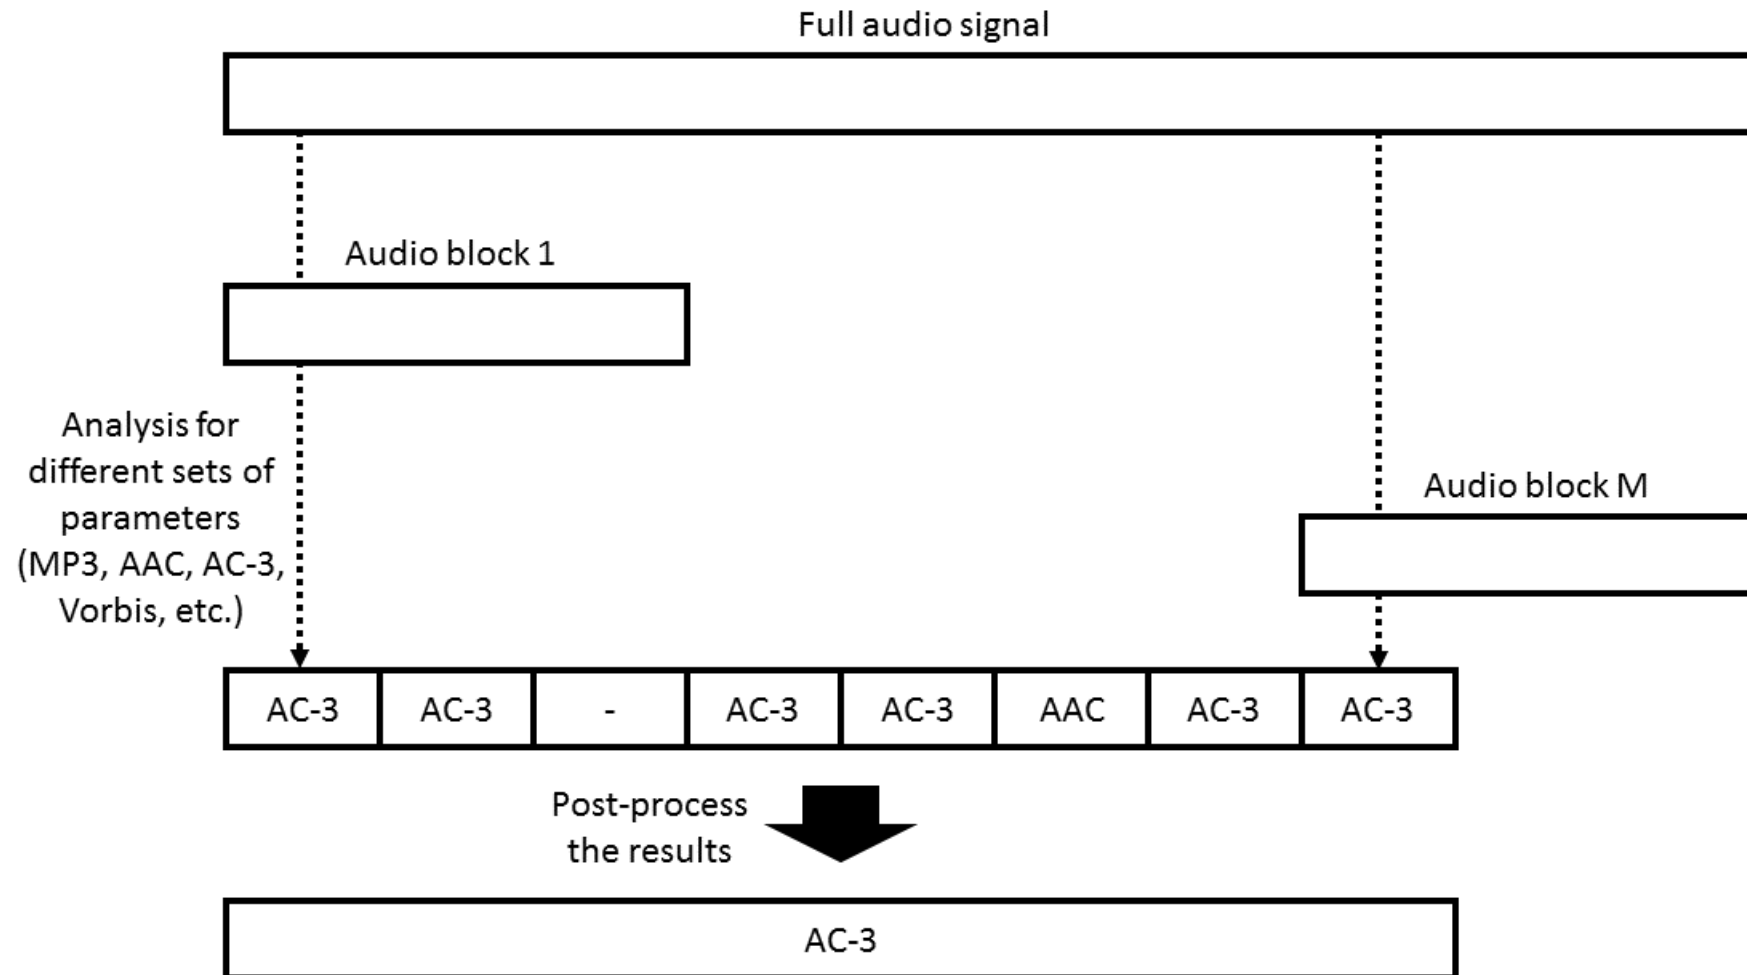 Full audio signal
Audio block 1
Analysis for
different sets of
parameters
(MP3, AAC, AC-3,
Vorbis, etc.)
Audio block M
AC-3 AC-3 - AC-3 AC-3 AAC AC-3 AC-3
Post-process
the results
AC-3